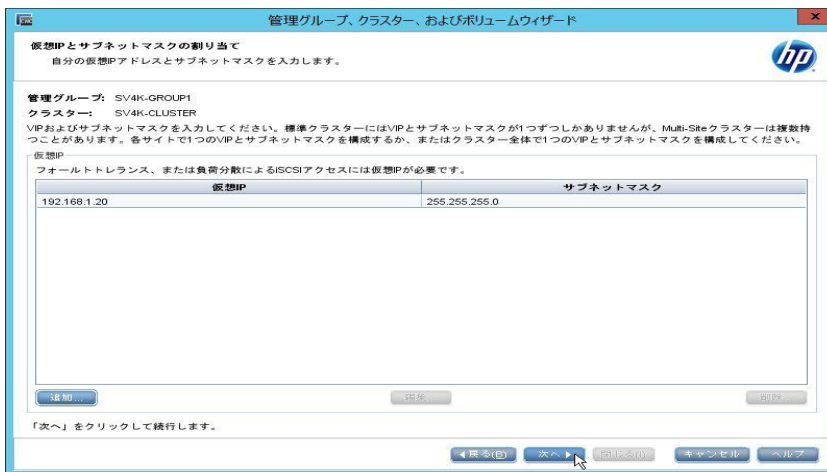 管理グループ、クラスター、およびボリュームウィザード
仮想IPとサブネットマスクの割り当て
自分の仮想IPアドレスとサブネットマスクを入力します。
hp
管理グループ: SV4K-GROUP1
クラスター: SV4K-CLUSTER
VIPおよびサブネットマスクを入力してください。標準クラスターにはVIPとサブネットマスクが1つずつしかありませんが、Multi-Siteクラスターは複数持
つことがあります。各サイトで1つのVIPとサブネットマスクを構成するか、またはクラスター全体で1つのVIPとサブネットマスクを構成してください。
仮想IP
フォールトトレランス、または負荷分散によるiSCSIアクセスには仮想IPが必要です。
仮想IP サブネットマスク
192.168.1.20 255.255.255.0
追加... 編集... 削除...
「次へ」をクリックして続行します。
戻る(B) 次へ キャンセル ヘルプ